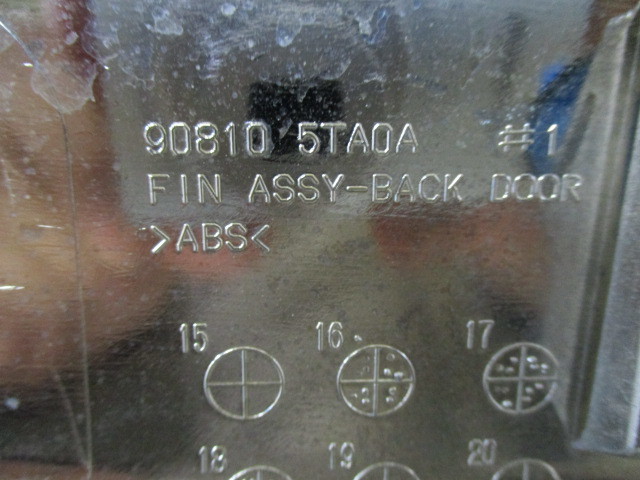 90810 5TA0A #1
FIN ASSY-BACK DOOR
>ABS<
15 16 17
18 19 20